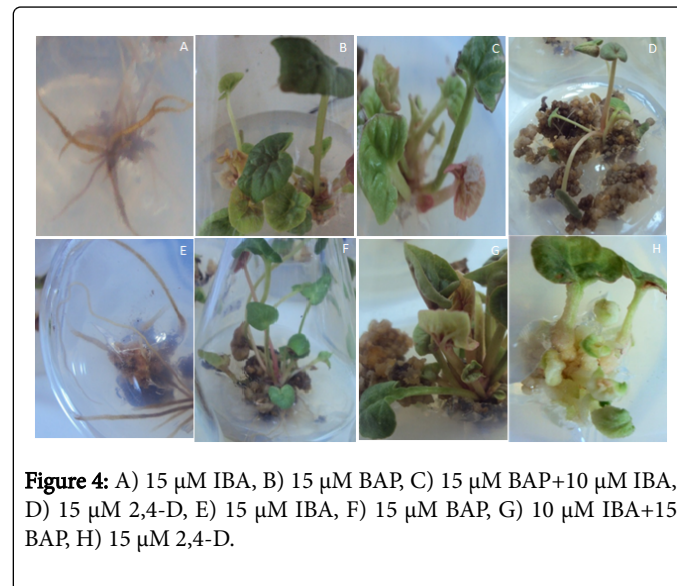 A
B
C
D
E
F
G
H
Figure 4: A) 15 μM IBA, B) 15 μM BAP, C) 15 μM BAP+10 μM IBA,
D) 15 μM 2,4-D, E) 15 μM IBA, F) 15 μM BAP, G) 10 μM IBA+15
BAP, H) 15 μM 2,4-D.